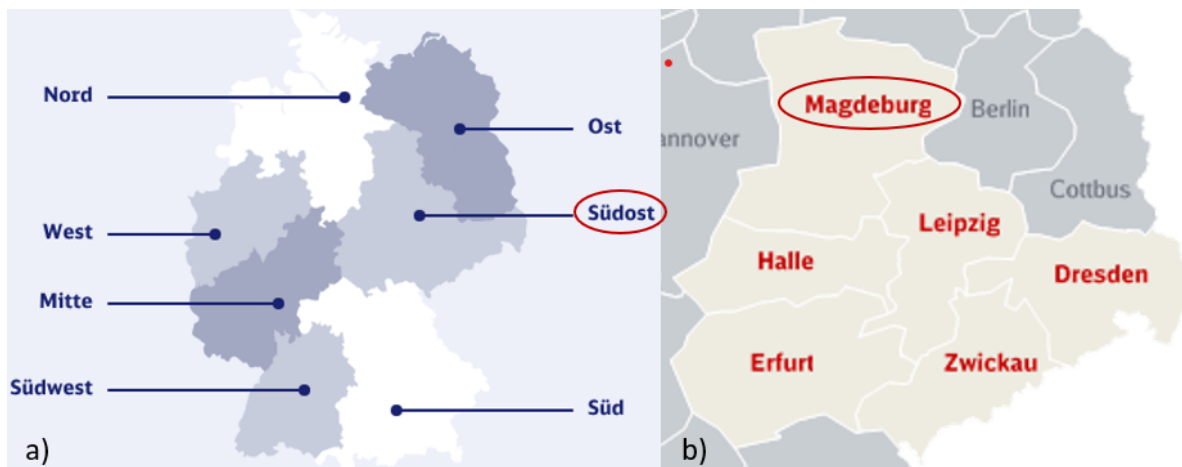 Nord
Ost
Südost
West
Mitte
Südwest
Süd
a)
Magdeburg
Berlin
annover
Cottbus
Leipzig
Halle
Dresden
Erfurt
Zwickau
b)